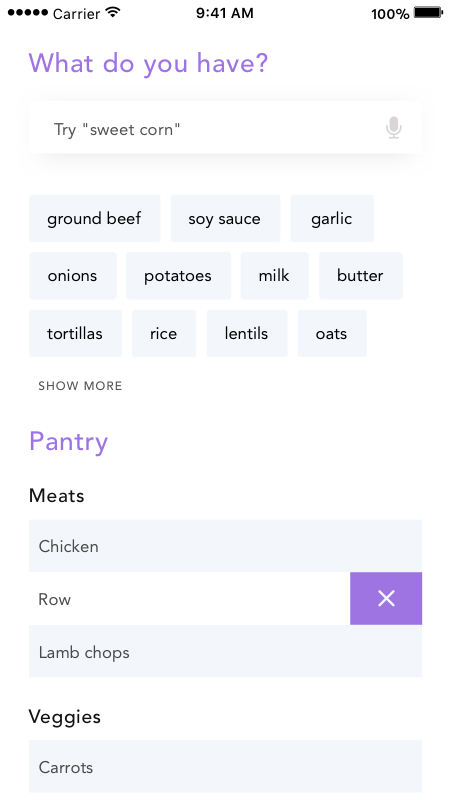 Carrier 9:41 AM 100%
What do you have?
Try "sweet corn"
ground beef soy sauce garlic
onions potatoes milk butter
tortillas rice lentils oats
SHOW MORE
Pantry
Meats
Chicken
Row
Lamb chops
Veggies
Carrots